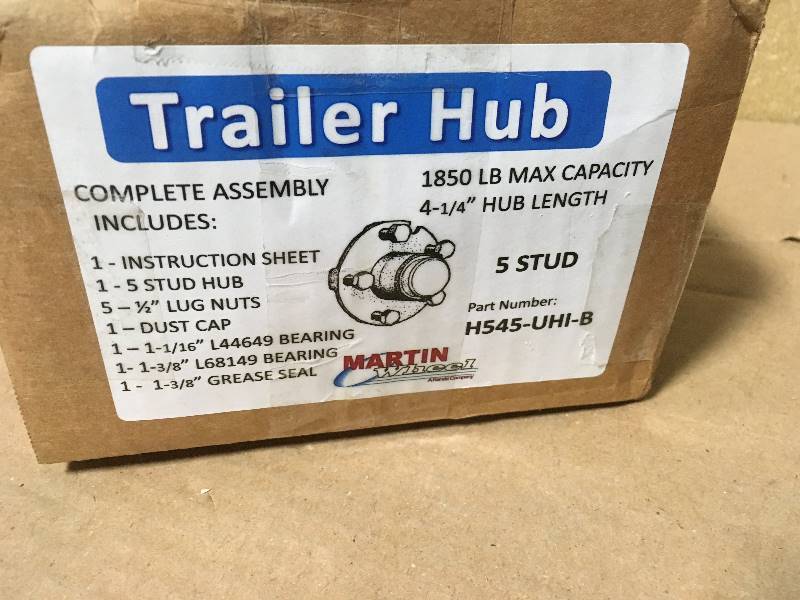 Trailer Hub
COMPLETE ASSEMBLY
INCLUDES:
1 - INSTRUCTION SHEET
1 - 5 STUD HUB
5 – ½” LUG NUTS
1 – DUST CAP
1 – 1-1/16” L44649 BEARING
1- 1-3/8” L68149 BEARING
1 - 1-3/8” GREASE SEAL
1850 LB MAX CAPACITY
4-1/4” HUB LENGTH
5 STUD
Part Number:
H545-UHI-B
MARTIN
Wheel